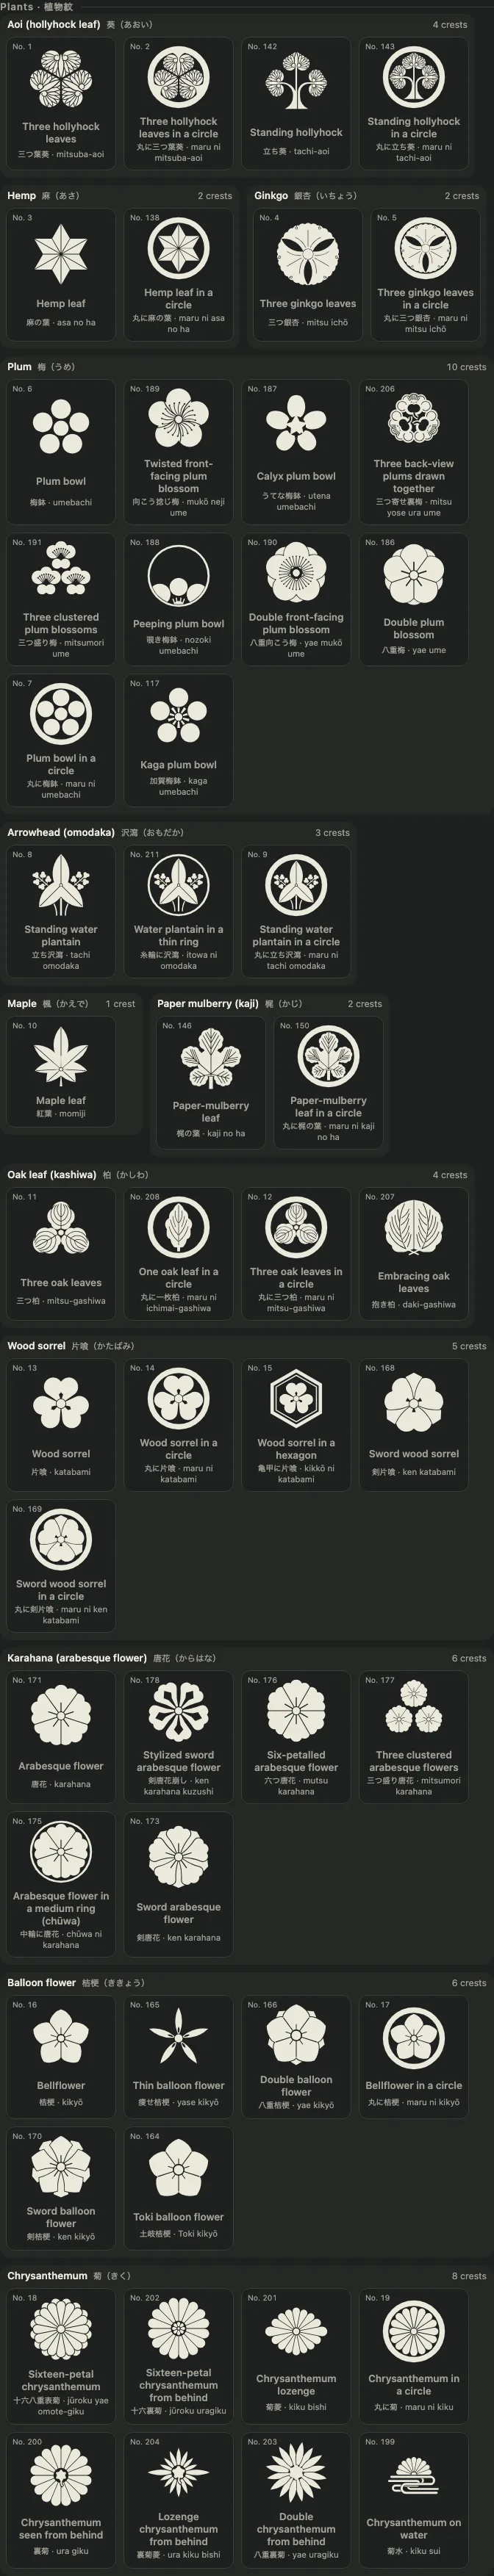 Plants · 植物紋
Aoi (hollyhock leaf) 葵（あおい） 4 crests
No. 1
Three hollyhock
leaves
三つ葉葵 · mitsuba-aoi
No. 2
Three hollyhock
leaves in a circle
丸に三つ葉葵 · maru ni
mitsuba-aoi
No. 142
Standing hollyhock
立ち葵 · tachi-aoi
No. 143
Standing hollyhock
in a circle
丸に立ち葵 · maru ni
tachi-aoi
Hemp 麻（あさ） 2 crests
No. 3
Hemp leaf
麻の葉 · asa no ha
No. 138
Hemp leaf in a
circle
丸に麻の葉 · maru ni asa
no ha
Ginkgo 銀杏（いちょう） 2 crests
No. 4
Three ginkgo leaves
三つ銀杏 · mitsu ichō
No. 5
Three ginkgo leaves
in a circle
丸に三つ銀杏 · maru ni
mitsu ichō
Plum 梅（うめ） 10 crests
No. 6
Plum bowl
梅鉢 · umebachi
No. 189
Twisted front-
facing plum
blossom
向こう捻じ梅 · mukō neji
ume
No. 187
Calyx plum bowl
うてな梅鉢 · utena
umebachi
No. 206
Three back-view
plums drawn
together
三つ寄せ裏梅 · mitsu
yose ura ume
No. 191
Three clustered
plum blossoms
三つ盛り梅 · mitsumori
ume
No. 188
Peeping plum bowl
覗き梅鉢 · nozoki
umebachi
No. 190
Double front-facing
plum blossom
八重向こう梅 · yae mukō
ume
No. 186
Double plum
blossom
八重梅 · yae ume
No. 7
Plum bowl in a
circle
丸に梅鉢 · maru ni
umebachi
No. 117
Kaga plum bowl
加賀梅鉢 · kaga
umebachi
Arrowhead (omodaka) 沢瀉（おもだか） 3 crests
No. 8
Standing water
plantain
立ち沢瀉 · tachi
omodaka
No. 211
Water plantain in a
thin ring
糸輪に沢瀉 · itowa ni
omodaka
No. 9
Standing water
plantain in a circle
丸に立ち沢瀉 · maru ni
tachi omodaka
Maple 楓（かえで） 1 crest
No. 10
Maple leaf
紅葉 · momiji
Paper mulberry (kaji) 梶（かじ） 2 crests
No. 146
Paper-mulberry
leaf
梶の葉 · kaji no ha
No. 150
Paper-mulberry
leaf in a circle
丸に梶の葉 · maru ni kaji
no ha
Oak leaf (kashiwa) 柏（かしわ） 4 crests
No. 11
Three oak leaves
三つ柏 · mitsu-gashiwa
No. 208
One oak leaf in a
circle
丸に一枚柏 · maru ni
ichimai-gashiwa
No. 12
Three oak leaves in
a circle
丸に三つ柏 · maru ni
mitsu-gashiwa
No. 207
Embracing oak
leaves
抱き柏 · daki-gashiwa
Wood sorrel 片喰（かたばみ） 5 crests
No. 13
Wood sorrel
片喰 · katabami
No. 14
Wood sorrel in a
circle
丸に片喰 · maru ni
katabami
No. 15
Wood sorrel in a
hexagon
亀甲に片喰 · kikkō ni
katabami
No. 168
Sword wood sorrel
剣片喰 · ken katabami
No. 169
Sword wood sorrel
in a circle
丸に剣片喰 · maru ni ken
katabami
Karahana (arabesque flower) 唐花（からはな） 6 crests
No. 171
Arabesque flower
唐花 · karahana
No. 178
Stylized sword
arabesque flower
剣唐花崩し · ken
karahana kuzushi
No. 176
Six-petalled
arabesque flower
六つ唐花 · mutsu
karahana
No. 177
Three clustered
arabesque flowers
三つ盛り唐花 · mitsumori
karahana
No. 175
Arabesque flower in
a medium ring
(chūwa)
中輪に唐花 · chūwa ni
karahana
No. 173
Sword arabesque
flower
剣唐花 · ken karahana
Balloon flower 桔梗（ききょう） 6 crests
No. 16
Bellflower
桔梗 · kikyō
No. 165
Thin balloon flower
痩せ桔梗 · yase kikyō
No. 166
Double balloon
flower
八重桔梗 · yae kikyō
No. 17
Bellflower in a circle
丸に桔梗 · maru ni kikyō
No. 170
Sword balloon
flower
剣桔梗 · ken kikyō
No. 164
Toki balloon flower
土岐桔梗 · Toki kikyō
Chrysanthemum 菊（きく） 8 crests
No. 18
Sixteen-petal
chrysanthemum
十六八重表菊 · jūroku yae
omote-giku
No. 202
Sixteen-petal
chrysanthemum
from behind
十六裏菊 · jūroku uragiku
No. 201
Chrysanthemum
lozenge
菊菱 · kiku bishi
No. 19
Chrysanthemum in
a circle
丸に菊 · maru ni kiku
No. 200
Chrysanthemum
seen from behind
裏菊 · ura giku
No. 204
Lozenge
chrysanthemum
from behind
裏菊菱 · ura kiku bishi
No. 203
Double
chrysanthemum
from behind
八重裏菊 · yae uragiku
No. 199
Chrysanthemum on
water
菊水 · kiku sui